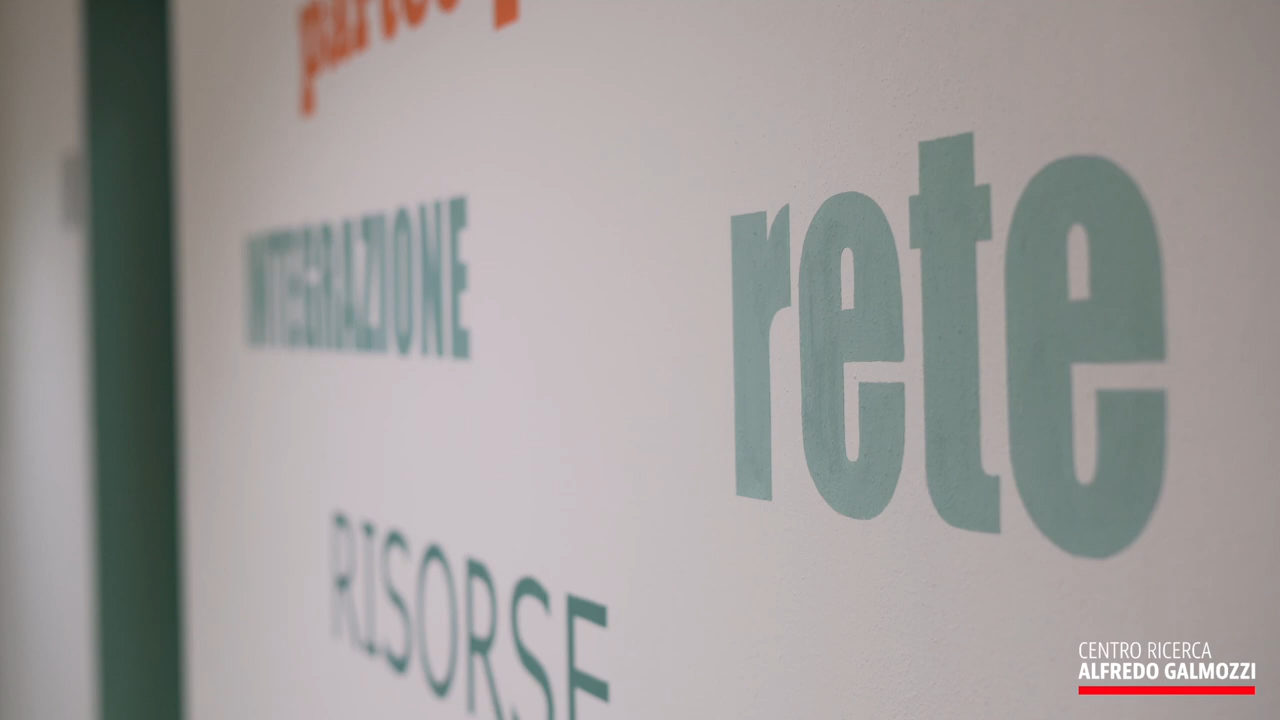 INTEGRAZIONE
rete
RISORSE
CENTRO RICERCA
ALFREDO GALMOZZI